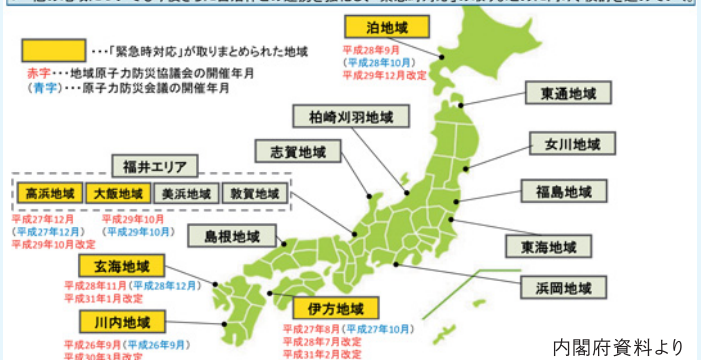 ・・・「緊急時対応」が取りまとめられた地域
赤字・・・地域原子力防災協議会の開催年月
（青字）・・・原子力防災会議の開催年月
泊地域
平成28年9月
（平成28年10月）
平成29年12月改定
東通地域
柏崎刈羽地域
女川地域
志賀地域
福井エリア
高浜地域
大飯地域
美浜地域
敦賀地域
福島地域
平成27年12月
（平成27年12月）
平成29年10月改定
平成29年10月
（平成29年10月）
島根地域
東海地域
玄海地域
平成28年11月（平成28年12月）
平成31年1月改定
浜岡地域
伊方地域
平成27年8月（平成27年10月）
平成28年7月改定
平成31年2月改定
川内地域
平成26年9月（平成26年9月）
平成30年3月改定
内閣府資料より